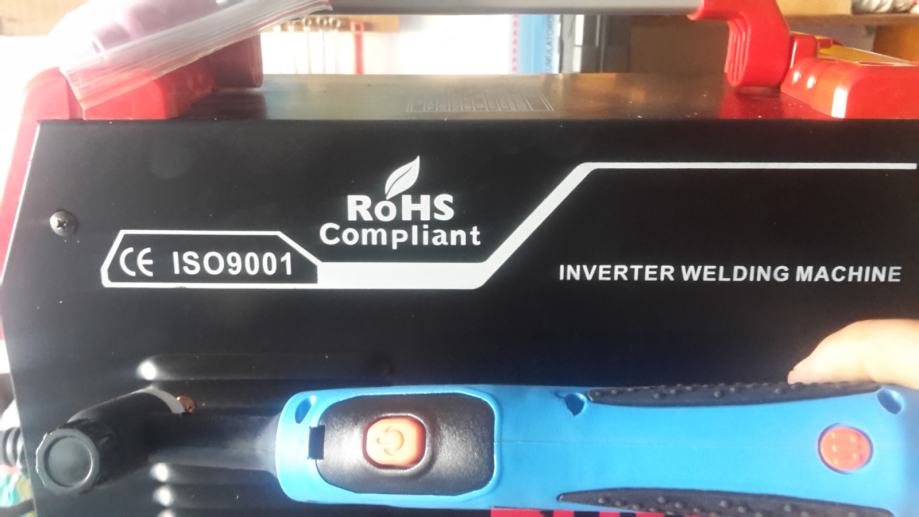 RoHS
Compliant
CE ISO9001
INVERTER WELDING MACHINE